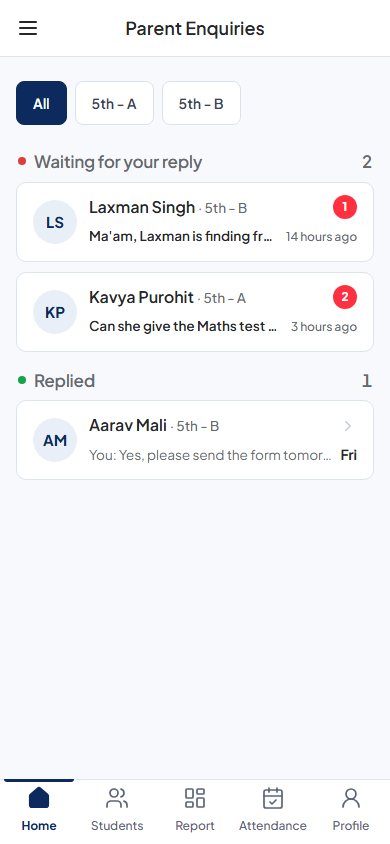 Parent Enquiries
All
5th - A
5th - B
Waiting for your reply 2
LS
Laxman Singh · 5th - B
1
Ma'am, Laxman is finding fr... 14 hours ago
KP
Kavya Purohit · 5th - A
2
Can she give the Maths test ... 3 hours ago
Replied 1
AM
Aarav Mali · 5th - B
You: Yes, please send the form tomor... Fri
Home
Students
Report
Attendance
Profile